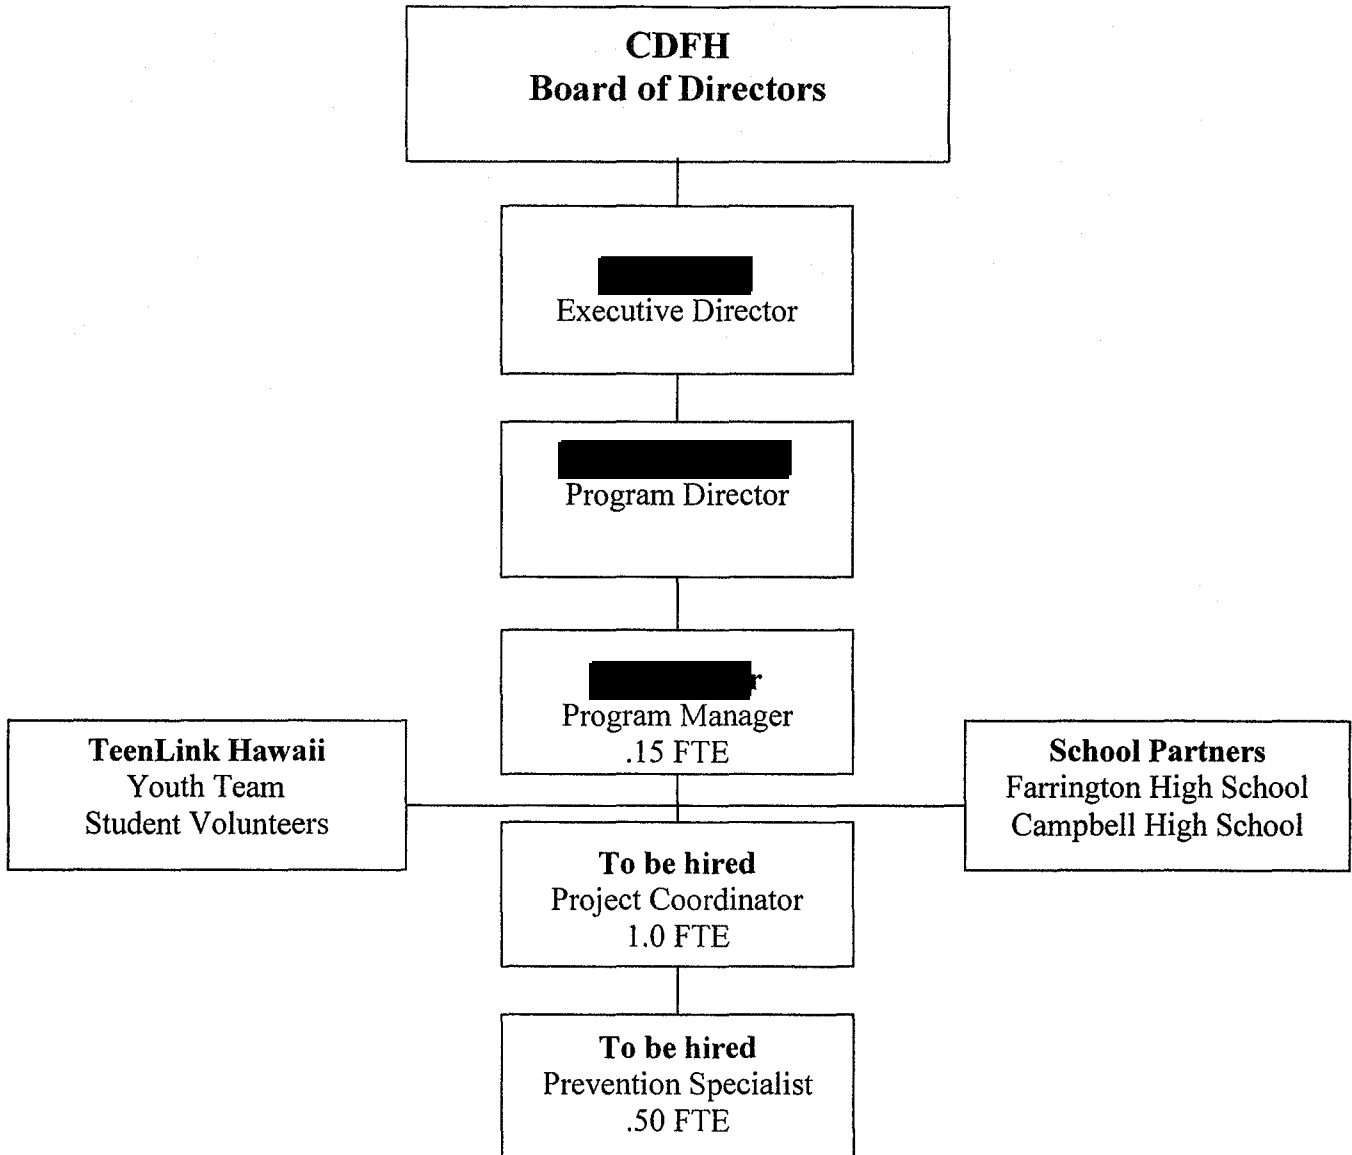 CDFH
Board of Directors
Executive Director
Program Director
Program Manager
.15 FTE
TeenLink Hawaii
Youth Team
Student Volunteers
School Partners
Farrington High School
Campbell High School
To be hired
Project Coordinator
1.0 FTE
To be hired
Prevention Specialist
.50 FTE